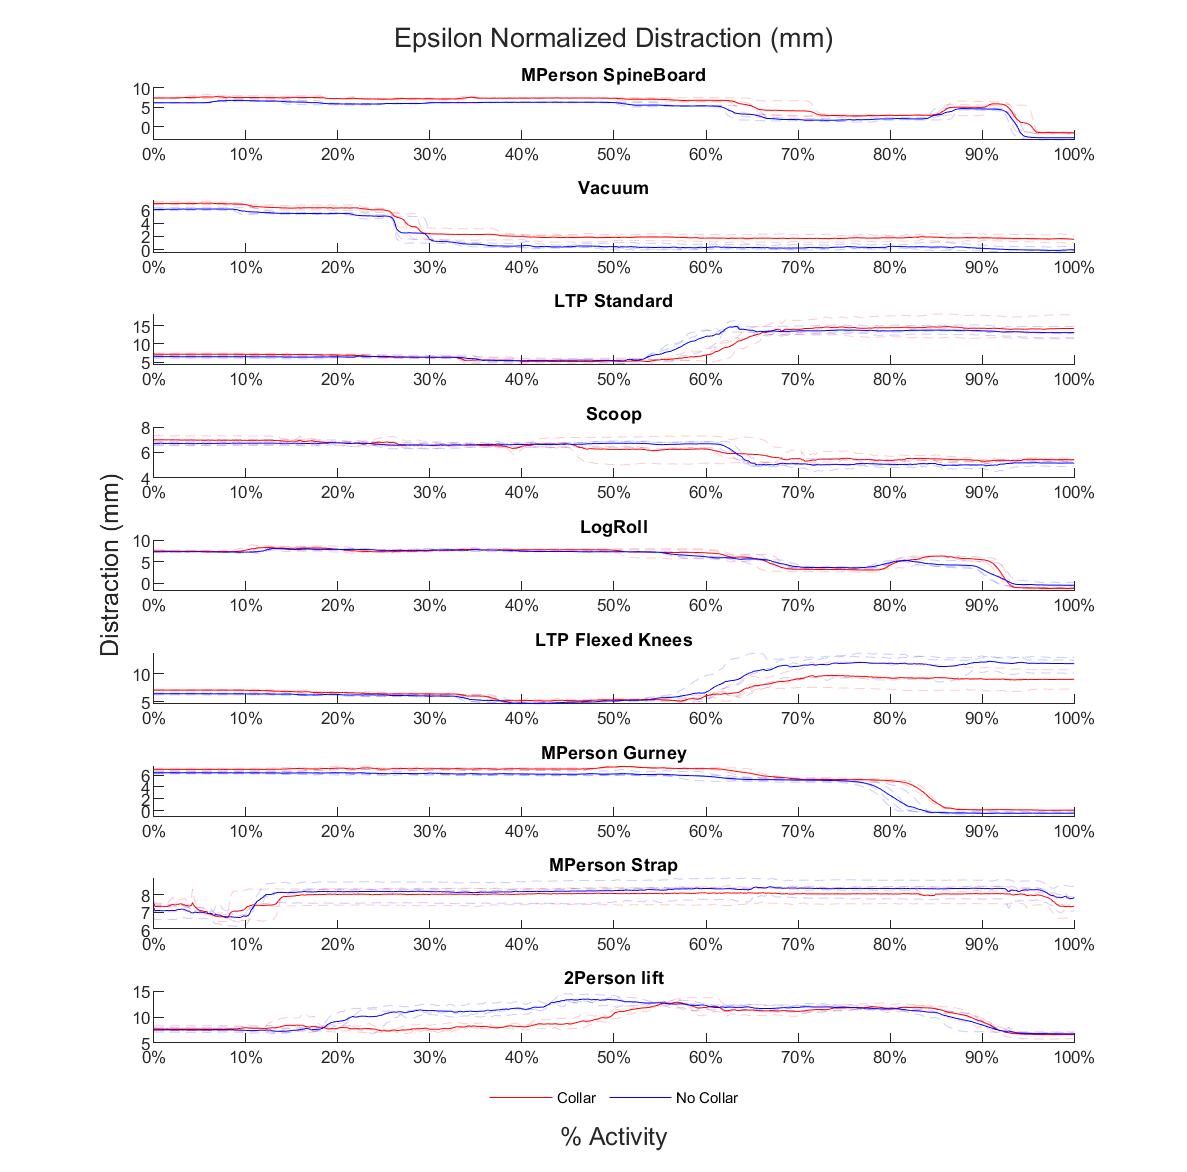 Epsilon Normalized Distraction (mm)
MPerson SpineBoard
10
5
0
0% 10% 20% 30% 40% 50% 60% 70% 80% 90% 100%
Vacuum
6
4
2
0
0% 10% 20% 30% 40% 50% 60% 70% 80% 90% 100%
LTP Standard
15
10
5
0% 10% 20% 30% 40% 50% 60% 70% 80% 90% 100%
Scoop
8
6
4
0% 10% 20% 30% 40% 50% 60% 70% 80% 90% 100%
Distraction (mm)
LogRoll
10
5
0
0% 10% 20% 30% 40% 50% 60% 70% 80% 90% 100%
LTP Flexed Knees
10
5
0% 10% 20% 30% 40% 50% 60% 70% 80% 90% 100%
MPerson Gurney
6
4
2
0
0% 10% 20% 30% 40% 50% 60% 70% 80% 90% 100%
MPerson Strap
8
7
6
0% 10% 20% 30% 40% 50% 60% 70% 80% 90% 100%
2Person lift
15
10
5
0% 10% 20% 30% 40% 50% 60% 70% 80% 90% 100%
Collar No Collar
% Activity